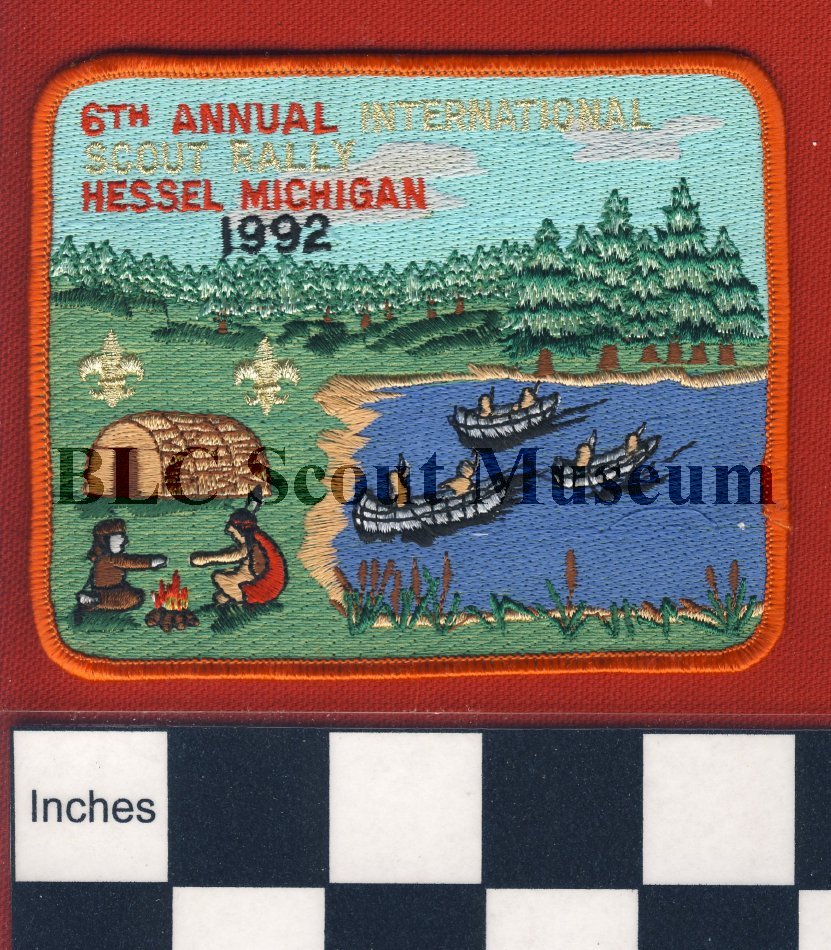 6TH ANNUAL INTERNATIONAL
SCOUT RALLY
HESSEL MICHIGAN
1992
BLC Scout Museum
Inches